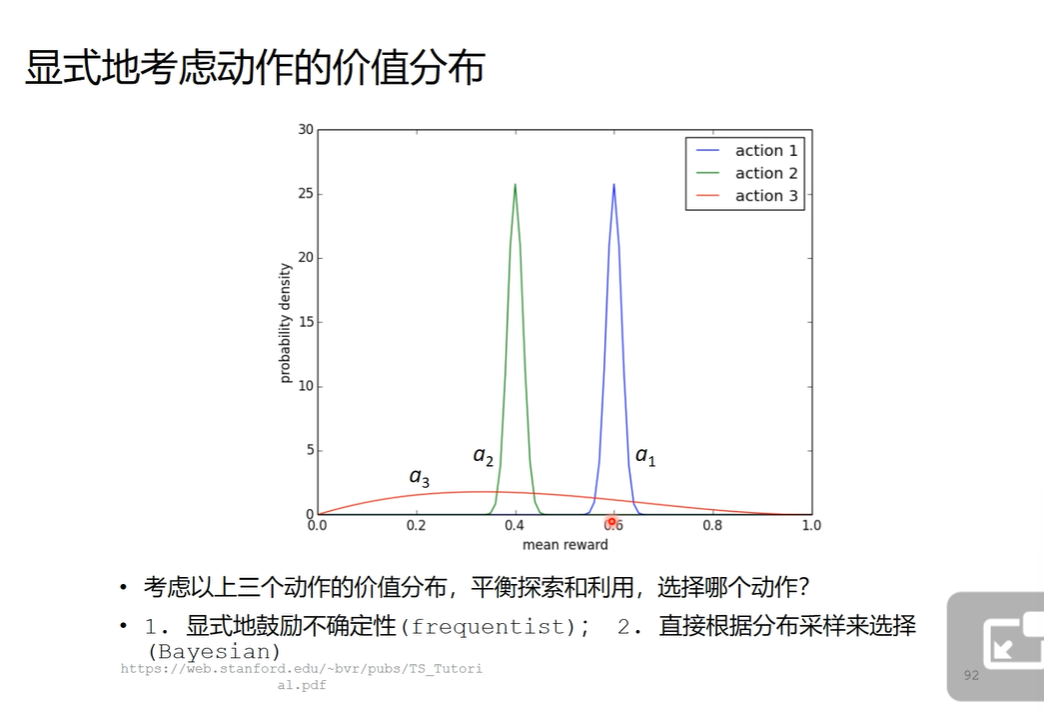 显式地考虑动作的价值分布
30
25
20
15
10
5
0
probability density
action 1
action 2
action 3
a3
a2
a1
0.0
0.2
0.4
0.6
0.8
1.0
mean reward
• 考虑以上三个动作的价值分布，平衡探索和利用，选择哪个动作？
• 1. 显式地鼓励不确定性(frequentist)； 2. 直接根据分布采样来选择
(Bayesian)
https://web.stanford.edu/~bvr/pubs/TS_Tutori
al.pdf
92